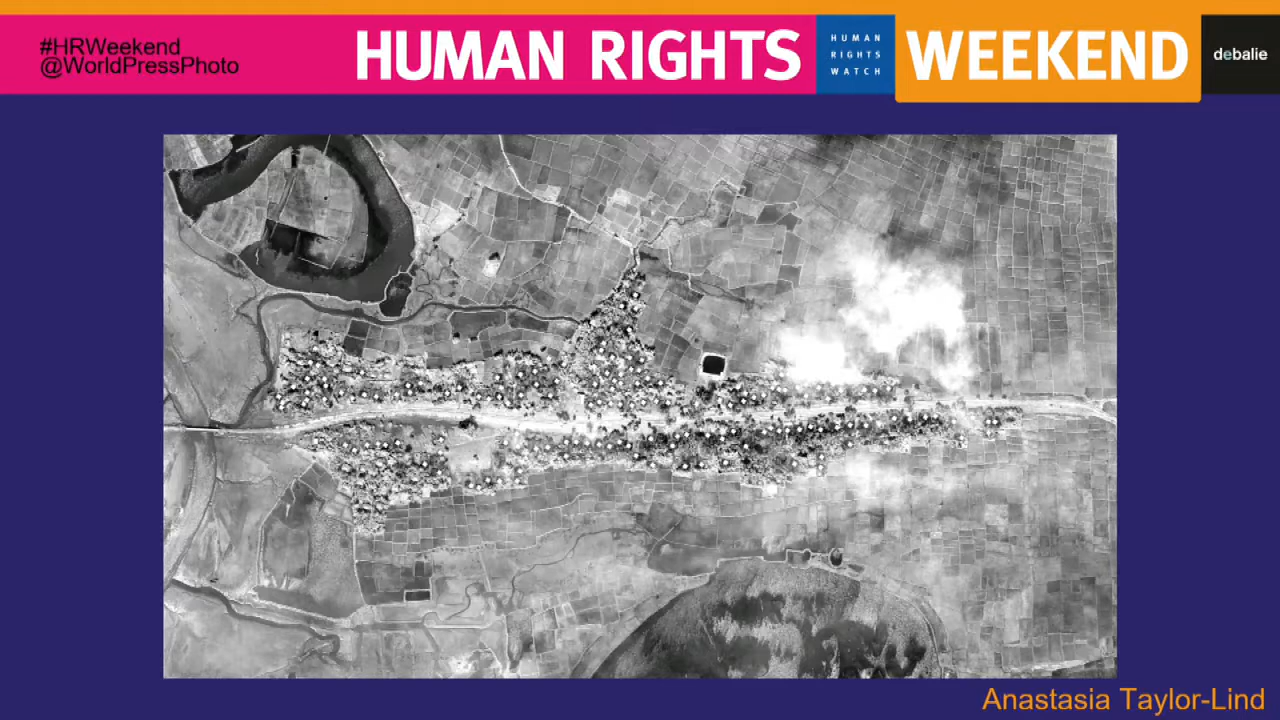 #HRWeekend
@WorldPressPhoto
HUMAN RIGHTS
HUMAN
RIGHTS
WATCH
WEEKEND
debalie
Anastasia Taylor-Lind